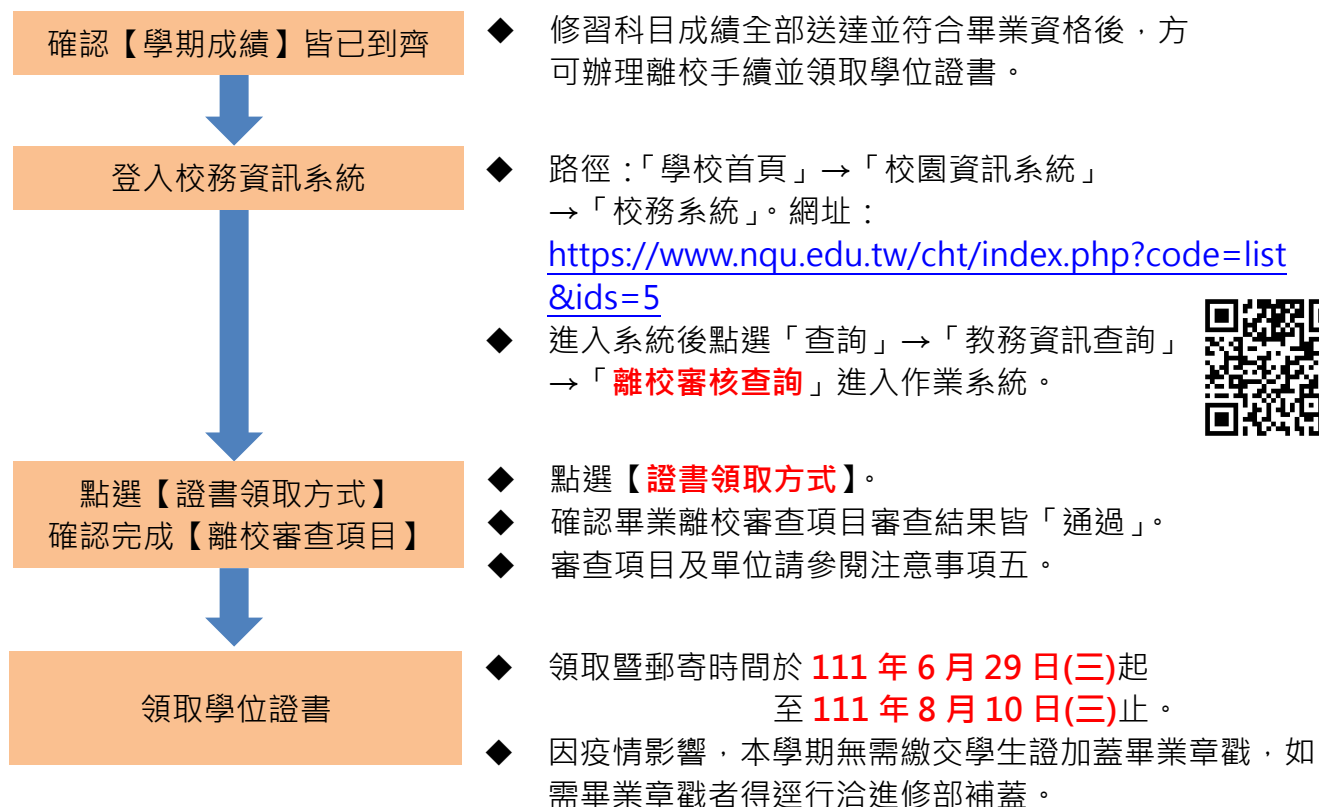 確認【學期成績】皆已到齊
◆ 修習科目成績全部送達並符合畢業資格後，方
可辦理離校手續並領取學位證書。
登入校務資訊系統
◆ 路徑：「學校首頁」→「校園資訊系統」
→「校務系統」。網址：
https://www.nqu.edu.tw/cht/index.php?code=list
&ids=5
◆ 進入系統後點選「查詢」→「教務資訊查詢」
→「離校審核查詢」進入作業系統。
點選【證書領取方式】
確認完成【離校審查項目】
◆ 點選【證書領取方式】。
◆ 確認畢業離校審查項目審查結果皆「通過」。
◆ 審查項目及單位請參閱注意事項五。
領取學位證書
◆ 領取暨郵寄時間於 111 年 6 月 29 日(三)起
至 111 年 8 月 10 日(三)止。
◆ 因疫情影響，本學期無需繳交學生證加蓋畢業章戳，如
需畢業章戳者得逕行洽進修部補蓋。